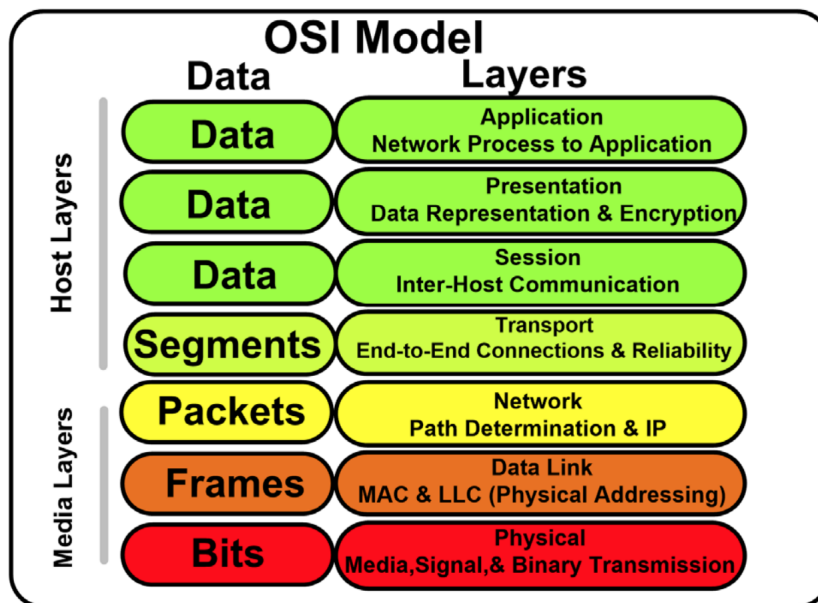 OSI Model
Data Layers
Host Layers
Data
Application
Network Process to Application
Data
Presentation
Data Representation & Encryption
Data
Session
Inter-Host Communication
Segments
Transport
End-to-End Connections & Reliability
Media Layers
Packets
Network
Path Determination & IP
Frames
Data Link
MAC & LLC (Physical Addressing)
Bits
Physical
Media,Signal,& Binary Transmission